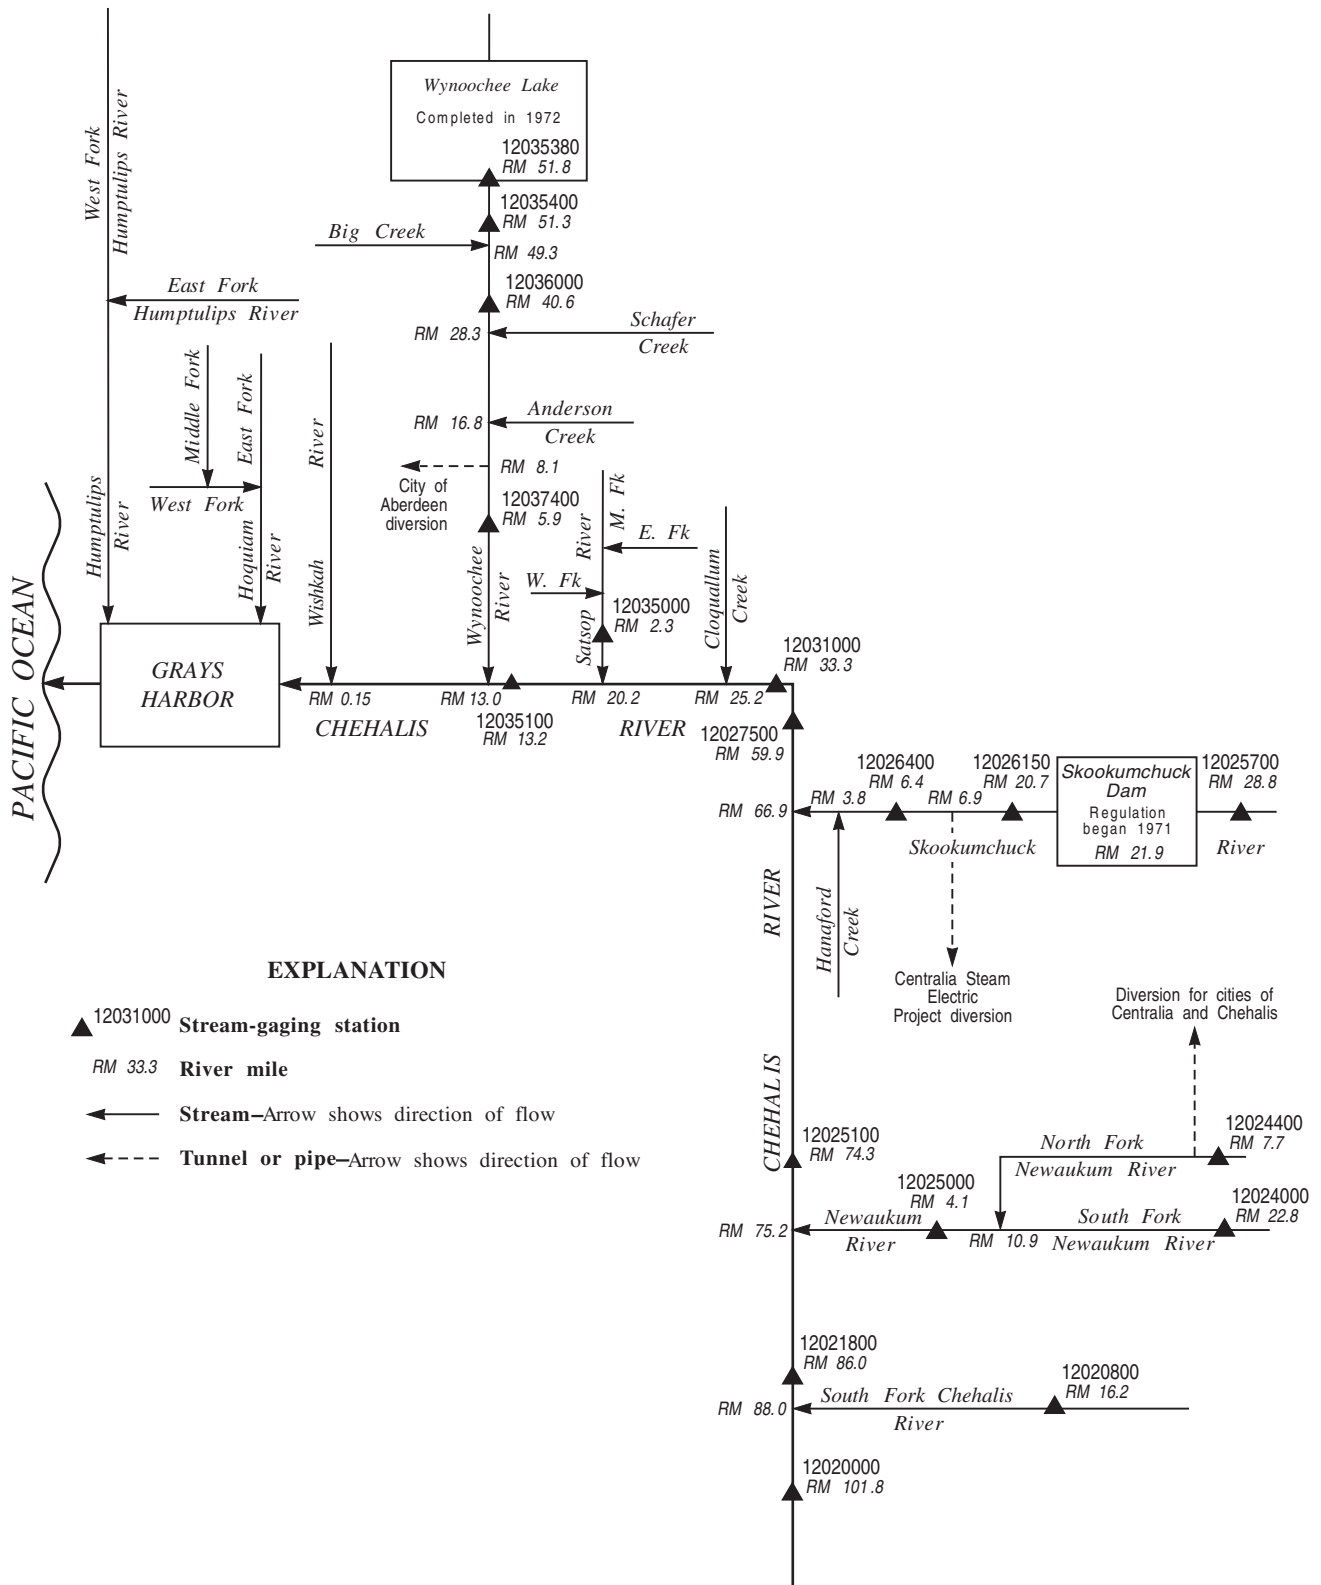 Wynoochee Lake
Completed in 1972
12035380
RM 51.8
12035400
RM 51.3
Big Creek
RM 49.3
12036000
RM 40.6
RM 28.3
Schafer
Creek
RM 16.8
Anderson
Creek
RM 8.1
City of
Aberdeen
diversion
12037400
RM 5.9
Wynoochee
River
West Fork
Humptulips River
East Fork
Humptulips River
Humptulips
River
Middle Fork
East Fork
West Fork
Hoquiam
River
Wishkah
River
M. Fk
E. Fk
W. Fk
Satsop
River
12035000
RM 2.3
Cloquallum
Creek
12031000
RM 33.3
PACIFIC OCEAN
GRAYS
HARBOR
RM 0.15
RM 13.0
RM 20.2
RM 25.2
CHEHALIS
RIVER
12035100
RM 13.2
12027500
RM 59.9
12026400
RM 6.4
12026150
RM 20.7
Skookumchuck
Dam
Regulation
began 1971
RM 21.9
12025700
RM 28.8
RM 66.9
RM 3.8
RM 6.9
Skookumchuck
River
Hanaford
Creek
Centralia Steam
Electric
Project diversion
RIVER
CHEHALIS
Diversion for cities of
Centralia and Chehalis
12025100
RM 74.3
North Fork
Newaukum River
12024400
RM 7.7
12025000
RM 4.1
12024000
RM 22.8
RM 75.2
Newaukum
River
RM 10.9
South Fork
Newaukum River
12021800
RM 86.0
12020800
RM 16.2
RM 88.0
South Fork Chehalis
River
12020000
RM 101.8
EXPLANATION
12031000 Stream-gaging station
RM 33.3 River mile
Stream–Arrow shows direction of flow
Tunnel or pipe–Arrow shows direction of flow